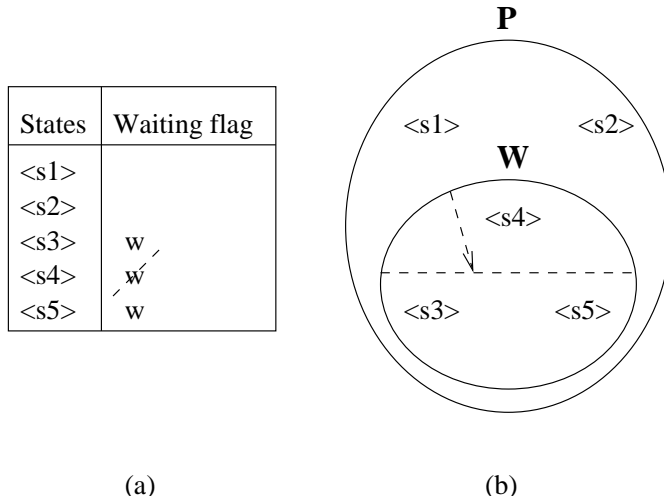 States Waiting flag
<s1>
<s2>
<s3> w
<s4> w
<s5> w
(a)
P
<s1> <s2>
W
<s4>
<s3> <s5>
(b)